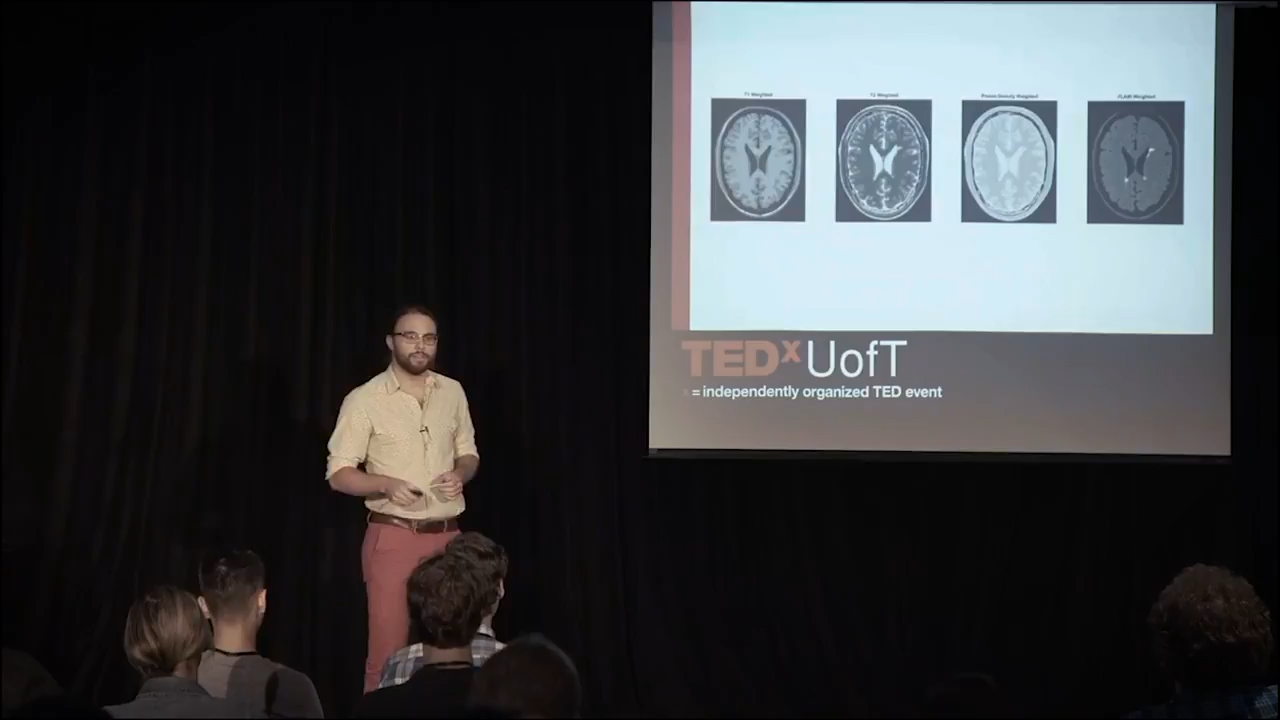 T1 Weighted
T2 Weighted
Proton Density Weighted
FLAIR Weighted
TEDxUofT
x = independently organized TED event